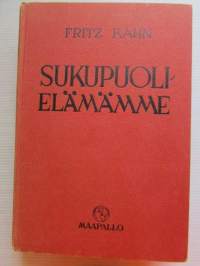 FRITZ KAHN
SUKUPUOLI-
ELÄMÄMME
MAAPALLO